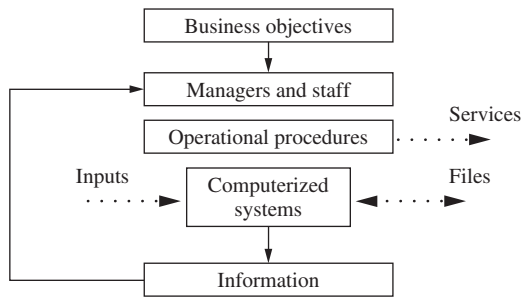 Business objectives
Managers and staff
Services
Operational procedures
Inputs
Computerized
systems
Files
Information